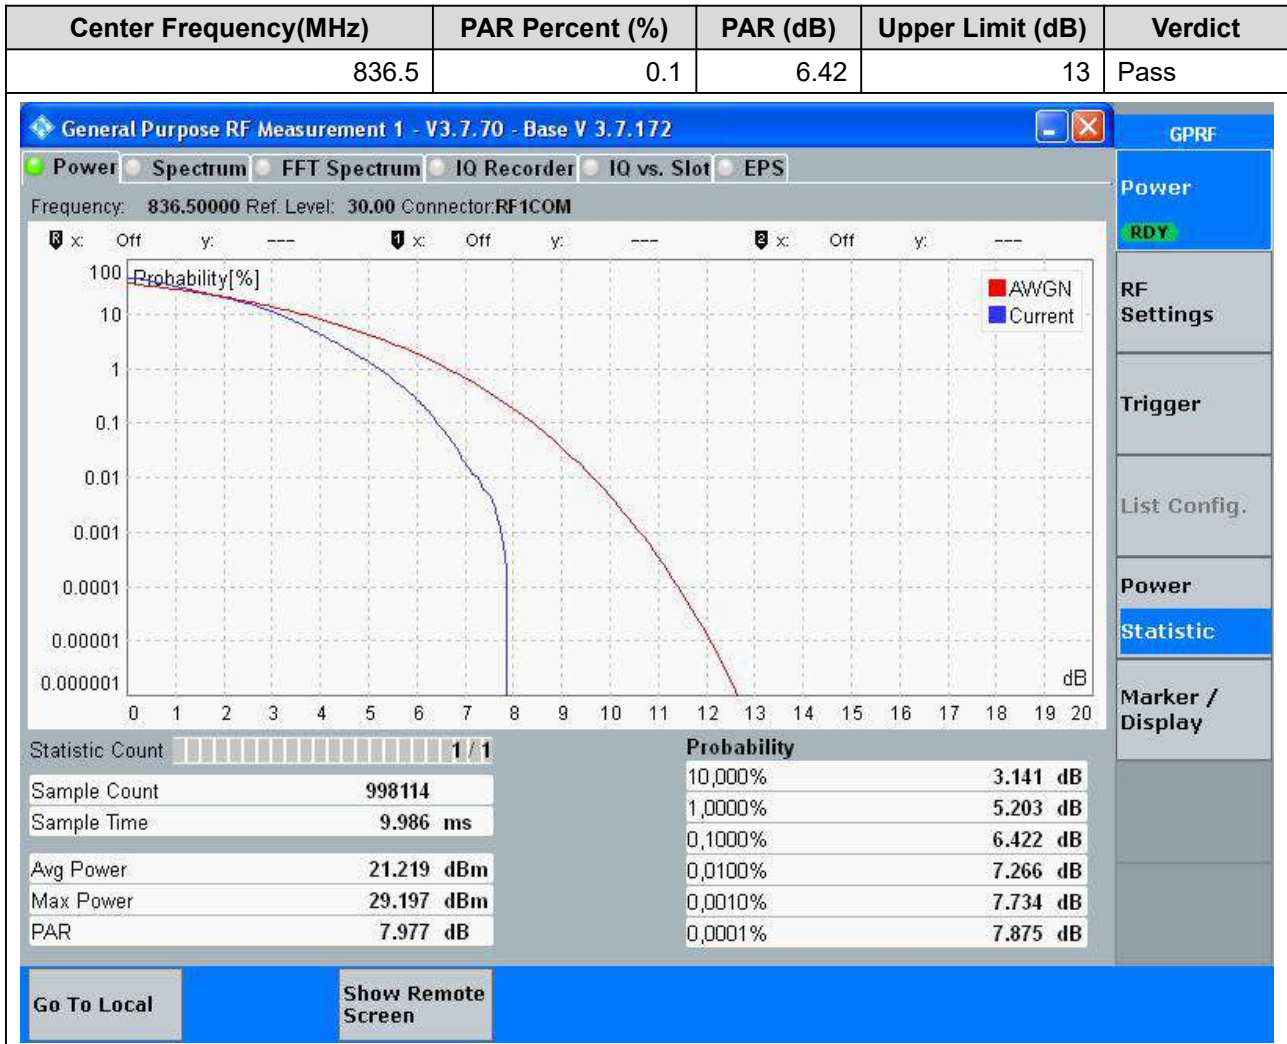 Center Frequency(MHz) PAR Percent (%) PAR (dB) Upper Limit (dB) Verdict
836.5 0.1 6.42 13 Pass
General Purpose RF Measurement 1 - V3.7.70 - Base V 3.7.172
GPRF
Power Spectrum FFT Spectrum IQ Recorder IQ vs. Slot EPS
Frequency: 836.50000 Ref. Level: 30.00 Connector:RF1COM
R x: Off y: --- 1 x: Off y: --- 2 x: Off y: ---
Probability[%]
AWGN
Current
100
10
1
0.1
0.01
0.001
0.0001
0.00001
0.000001
dB
0 1 2 3 4 5 6 7 8 9 10 11 12 13 14 15 16 17 18 19 20
Statistic Count 1 / 1
Sample Count 998114
Sample Time 9.986 ms
Avg Power 21.219 dBm
Max Power 29.197 dBm
PAR 7.977 dB
Probability
10,000% 3.141 dB
1,0000% 5.203 dB
0,1000% 6.422 dB
0,0100% 7.266 dB
0,0010% 7.734 dB
0,0001% 7.875 dB
Power
RDY
RF
Settings
Trigger
List Config.
Power
Statistic
Marker /
Display
Go To Local
Show Remote
Screen